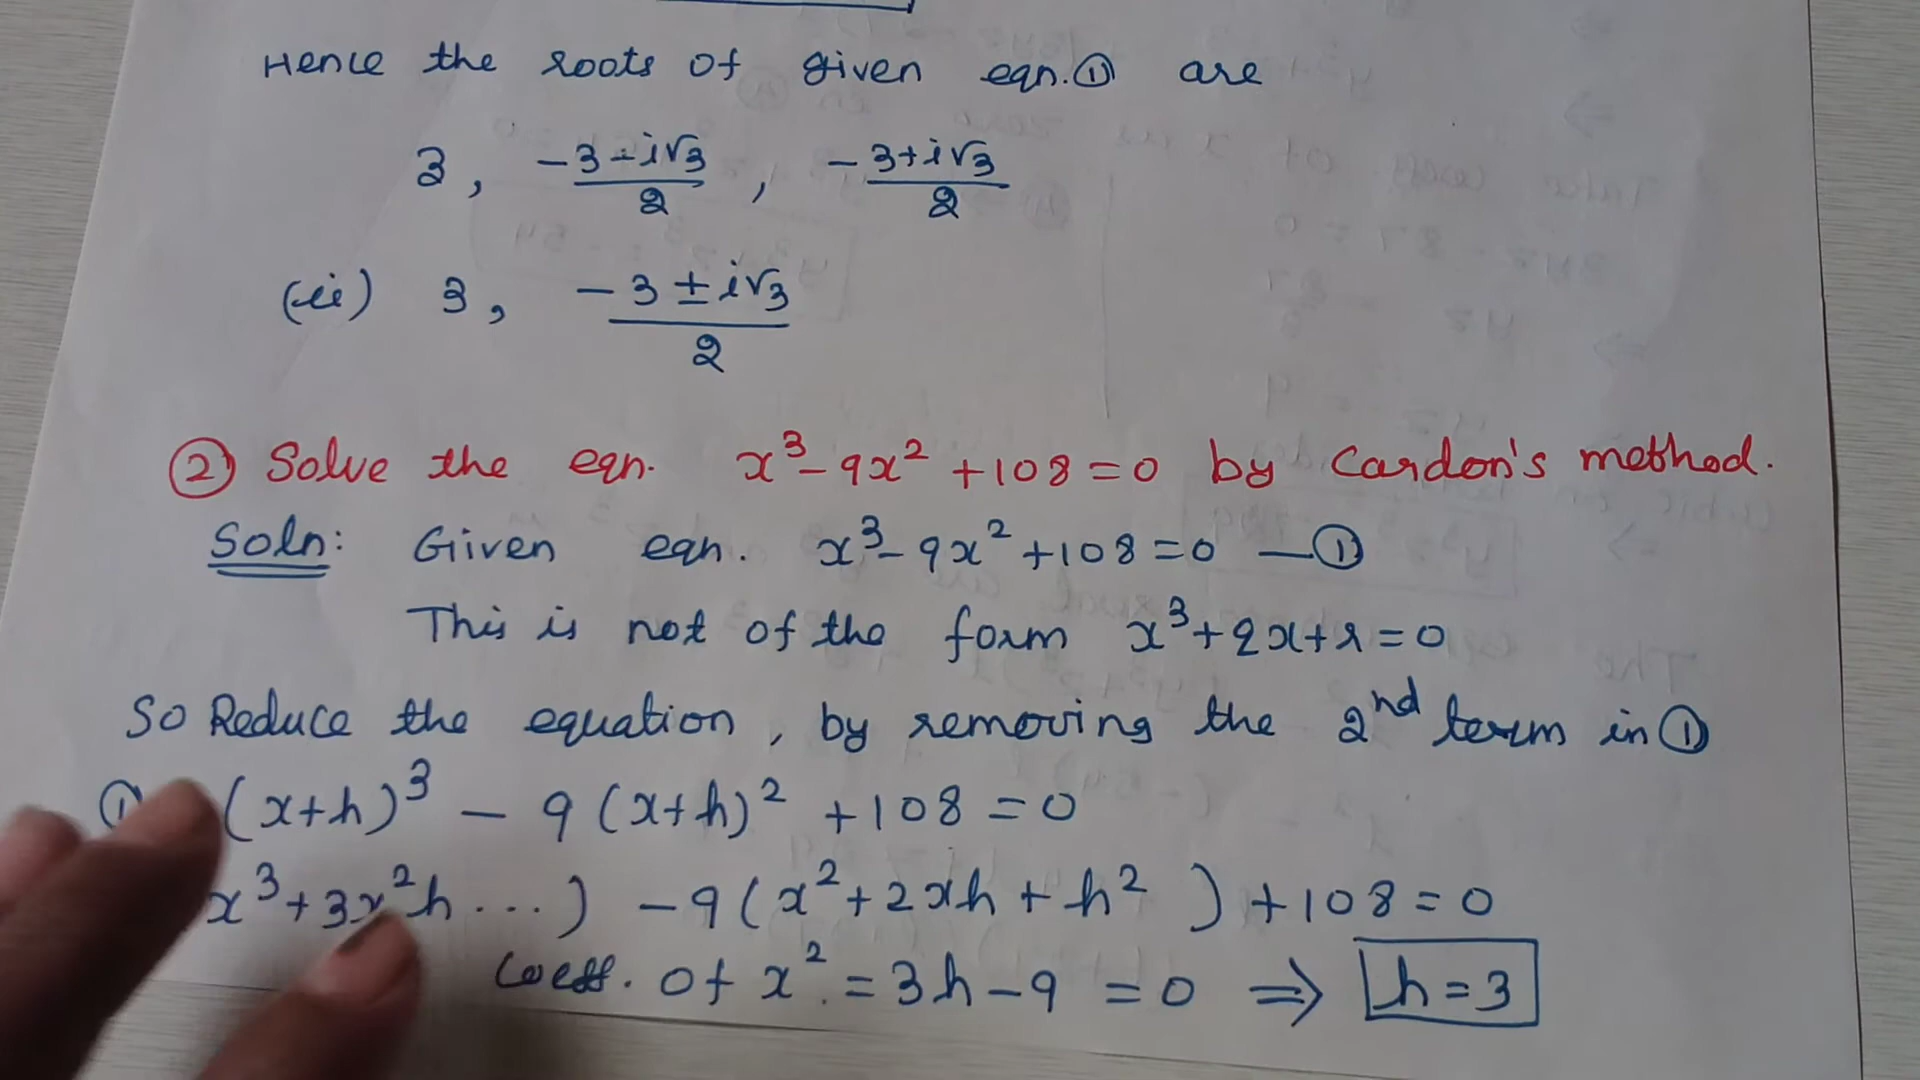 Hence the roots of given eqn. ① are
3, (-3-i√3)/2, (-3+i√3)/2
(ii) 3, (-3±i√3)/2
② Solve the eqn. x³-9x²+108=0 by Cardon's method.
Soln: Given eqn. x³-9x²+108=0 —①
This is not of the form x³+qx+r=0
So Reduce the equation, by removing the 2nd term in ①
① (x+h)³ - 9(x+h)² +108=0
x³+3x²h...) -9(x²+2xh+h² ) +108=0
Coeff. of x² = 3h-9 = 0 ⇒ h=3